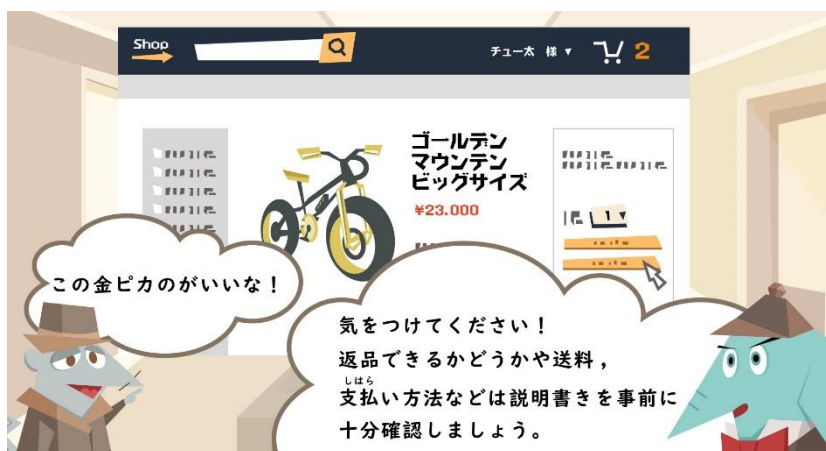 Shop
チュー太 様 ▼
2
ゴールデン
マウンテン
ビッグサイズ
¥23.000
1 ▼
この金ピカのがいいな！
気をつけてください！
返品できるかどうかや送料，
しはら
支払い方法などは説明書きを事前に
十分確認しましょう。